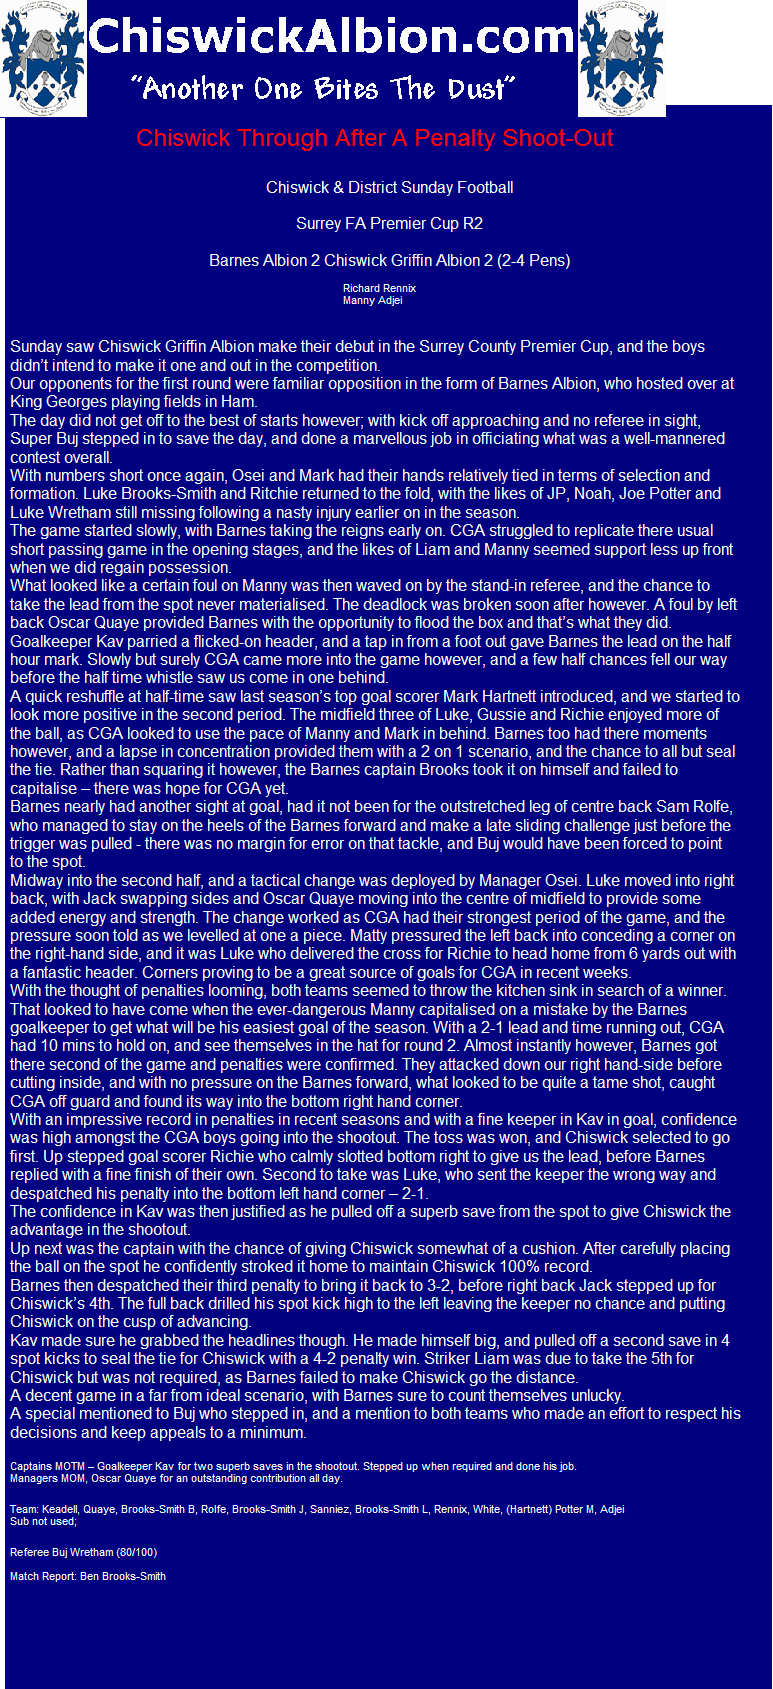 ChiswickAlbion.com
"Another One Bites The Dust"
Chiswick Through After A Penalty Shoot-Out
Chiswick & District Sunday Football
Surrey FA Premier Cup R2
Barnes Albion 2 Chiswick Griffin Albion 2 (2-4 Pens)
Richard Rennix
Manny Adjei
Sunday saw Chiswick Griffin Albion make their debut in the Surrey County Premier Cup, and the boys
didn't intend to make it one and out in the competition.
Our opponents for the first round were familiar opposition in the form of Barnes Albion, who hosted over at
King Georges playing fields in Ham.
The day did not get off to the best of starts however; with kick off approaching and no referee in sight,
Super Buj stepped in to save the day, and done a marvellous job in officiating what was a well-mannered
contest overall.
With numbers short once again, Osei and Mark had their hands relatively tied in terms of selection and
formation. Luke Brooks-Smith and Ritchie returned to the fold, with the likes of JP, Noah, Joe Potter and
Luke Wretham still missing following a nasty injury earlier on in the season.
The game started slowly, with Barnes taking the reigns early on. CGA struggled to replicate there usual
short passing game in the opening stages, and the likes of Liam and Manny seemed support less up front
when we did regain possession.
What looked like a certain foul on Manny was then waved on by the stand-in referee, and the chance to
take the lead from the spot never materialised. The deadlock was broken soon after however. A foul by left
back Oscar Quaye provided Barnes with the opportunity to flood the box and that's what they did.
Goalkeeper Kav parried a flicked-on header, and a tap in from a foot out gave Barnes the lead on the half
hour mark. Slowly but surely CGA came more into the game however, and a few half chances fell our way
before the half time whistle saw us come in one behind.
A quick reshuffle at half-time saw last season's top goal scorer Mark Hartnett introduced, and we started to
look more positive in the second period. The midfield three of Luke, Gussie and Richie enjoyed more of
the ball, as CGA looked to use the pace of Manny and Mark in behind. Barnes too had there moments
however, and a lapse in concentration provided them with a 2 on 1 scenario, and the chance to all but seal
the tie. Rather than squaring it however, the Barnes captain Brooks took it on himself and failed to
capitalise – there was hope for CGA yet.
Barnes nearly had another sight at goal, had it not been for the outstretched leg of centre back Sam Rolfe,
who managed to stay on the heels of the Barnes forward and make a late sliding challenge just before the
trigger was pulled - there was no margin for error on that tackle, and Buj would have been forced to point
to the spot.
Midway into the second half, and a tactical change was deployed by Manager Osei. Luke moved into right
back, with Jack swapping sides and Oscar Quaye moving into the centre of midfield to provide some
added energy and strength. The change worked as CGA had their strongest period of the game, and the
pressure soon told as we levelled at one a piece. Matty pressured the left back into conceding a corner on
the right-hand side, and it was Luke who delivered the cross for Richie to head home from 6 yards out with
a fantastic header. Corners proving to be a great source of goals for CGA in recent weeks.
With the thought of penalties looming, both teams seemed to throw the kitchen sink in search of a winner.
That looked to have come when the ever-dangerous Manny capitalised on a mistake by the Barnes
goalkeeper to get what will be his easiest goal of the season. With a 2-1 lead and time running out, CGA
had 10 mins to hold on, and see themselves in the hat for round 2. Almost instantly however, Barnes got
there second of the game and penalties were confirmed. They attacked down our right hand-side before
cutting inside, and with no pressure on the Barnes forward, what looked to be quite a tame shot, caught
CGA off guard and found its way into the bottom right hand corner.
With an impressive record in penalties in recent seasons and with a fine keeper in Kav in goal, confidence
was high amongst the CGA boys going into the shootout. The toss was won, and Chiswick selected to go
first. Up stepped goal scorer Richie who calmly slotted bottom right to give us the lead, before Barnes
replied with a fine finish of their own. Second to take was Luke, who sent the keeper the wrong way and
despatched his penalty into the bottom left hand corner – 2-1.
The confidence in Kav was then justified as he pulled off a superb save from the spot to give Chiswick the
advantage in the shootout.
Up next was the captain with the chance of giving Chiswick somewhat of a cushion. After carefully placing
the ball on the spot he confidently stroked it home to maintain Chiswick 100% record.
Barnes then despatched their third penalty to bring it back to 3-2, before right back Jack stepped up for
Chiswick's 4th. The full back drilled his spot kick high to the left leaving the keeper no chance and putting
Chiswick on the cusp of advancing.
Kav made sure he grabbed the headlines though. He made himself big, and pulled off a second save in 4
spot kicks to seal the tie for Chiswick with a 4-2 penalty win. Striker Liam was due to take the 5th for
Chiswick but was not required, as Barnes failed to make Chiswick go the distance.
A decent game in a far from ideal scenario, with Barnes sure to count themselves unlucky.
A special mentioned to Buj who stepped in, and a mention to both teams who made an effort to respect his
decisions and keep appeals to a minimum.
Captains MOTM – Goalkeeper Kav for two superb saves in the shootout. Stepped up when required and done his job.
Managers MOM, Oscar Quaye for an outstanding contribution all day.
Team: Keadell, Quaye, Brooks-Smith B, Rolfe, Brooks-Smith J, Sanniez, Brooks-Smith L, Rennix, White, (Hartnett) Potter M, Adjei
Sub not used;
Referee Buj Wretham (80/100)
Match Report: Ben Brooks-Smith